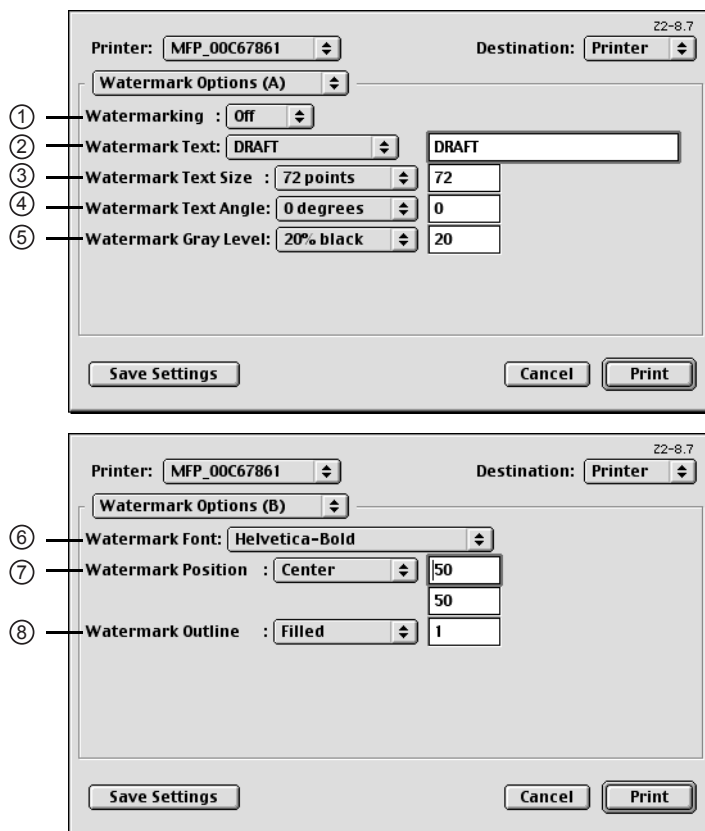 Z2-8.7
Printer: MFP_00C67861 Destination: Printer
Watermark Options (A)
① Watermarking : Off
② Watermark Text: DRAFT DRAFT
③ Watermark Text Size : 72 points 72
④ Watermark Text Angle: 0 degrees 0
⑤ Watermark Gray Level: 20% black 20
Save Settings Cancel Print
Z2-8.7
Printer: MFP_00C67861 Destination: Printer
Watermark Options (B)
⑥ Watermark Font: Helvetica-Bold
⑦ Watermark Position : Center 50
50
⑧ Watermark Outline : Filled 1
Save Settings Cancel Print